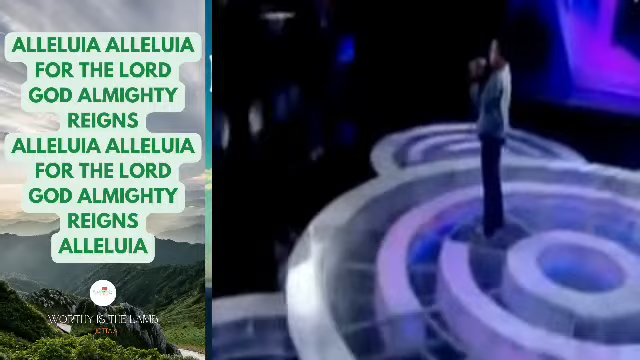 ALLELUIA ALLELUIA
FOR THE LORD
GOD ALMIGHTY
REIGNS
ALLELUIA ALLELUIA
FOR THE LORD
GOD ALMIGHTY
REIGNS
ALLELUIA
WORTHY IS THE LAMB